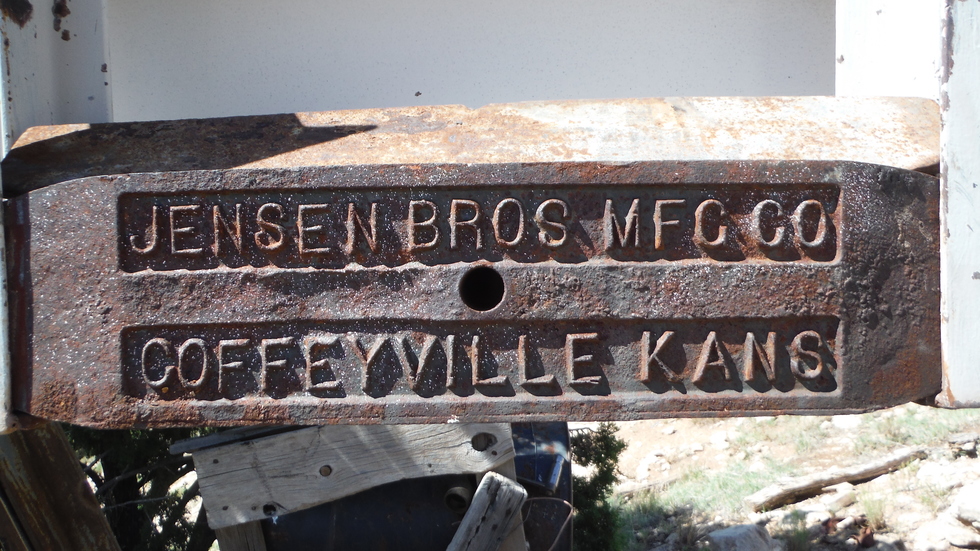 JENSEN BROS MFG CO
COFFEYVILLE KANS